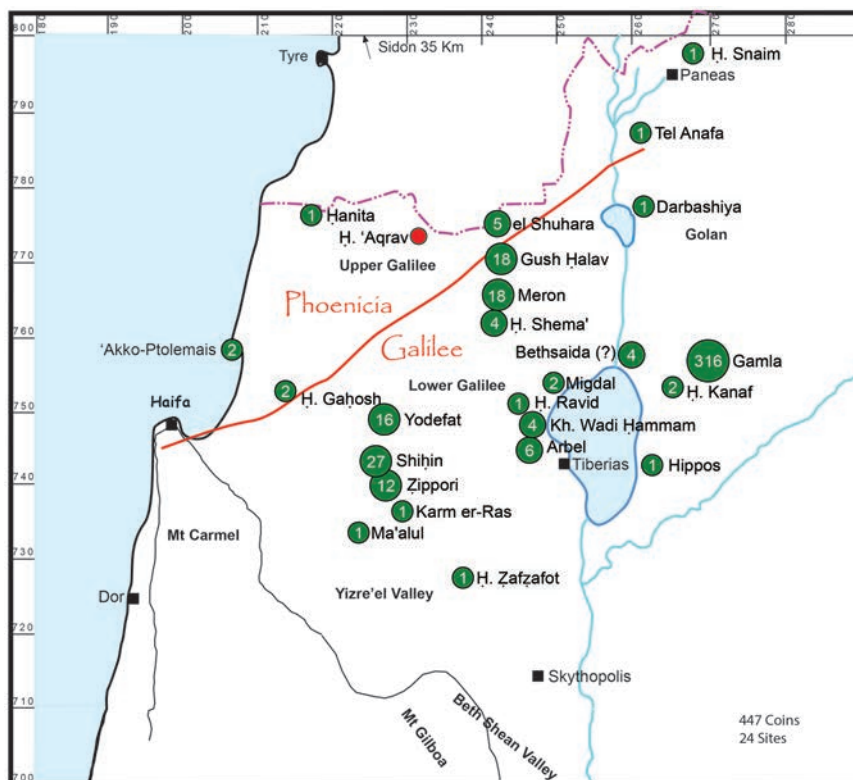 180
190
200
210
220
230
240
250
260
270
280
800
790
780
770
760
750
740
730
720
710
700
Tyre
Sidon 35 Km
1 Ḥ. Snaim
Paneas
1 Tel Anafa
1 Ḥanita
5 el Shuhara
1 Darbashiya
Ḥ. ‘Aqrav
Golan
Upper Galilee
18 Gush Ḥalav
18 Meron
Phoenicia
4 Ḥ. Shema'
‘Akko-Ptolemais 2
Galilee
Bethsaida (?) 4
316 Gamla
2 Ḥ. Gaḥosh
Lower Galilee
2 Migdal
2 Ḥ. Kanaf
Haifa
1 Ḥ. Ravid
16 Yodefat
4 Kh. Wadi Ḥammam
6 Arbel
27 Shiḥin
Tiberias
1 Hippos
12 Ẓippori
1 Karm er-Ras
Mt Carmel
1 Ma'alul
1 Ḥ. Ẓafẓafot
Dor
Yizre'el Valley
Skythopolis
Mt Gilboa
Beth Shean Valley
447 Coins
24 Sites